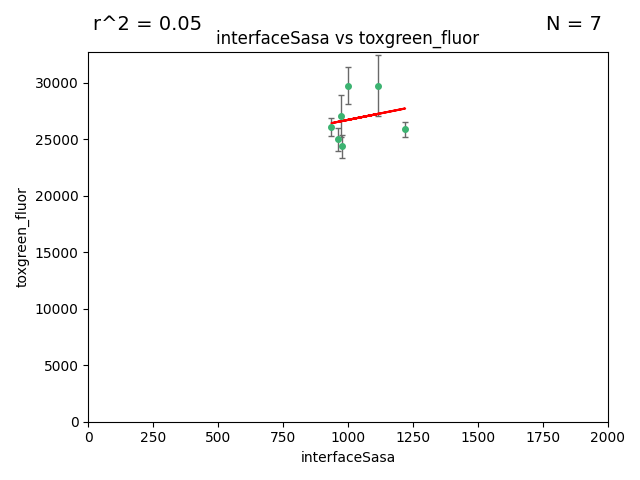 r^2 = 0.05
N = 7
interfaceSasa vs toxgreen_fluor
30000
25000
20000
15000
10000
5000
0
toxgreen_fluor
0 250 500 750 1000 1250 1500 1750 2000
interfaceSasa